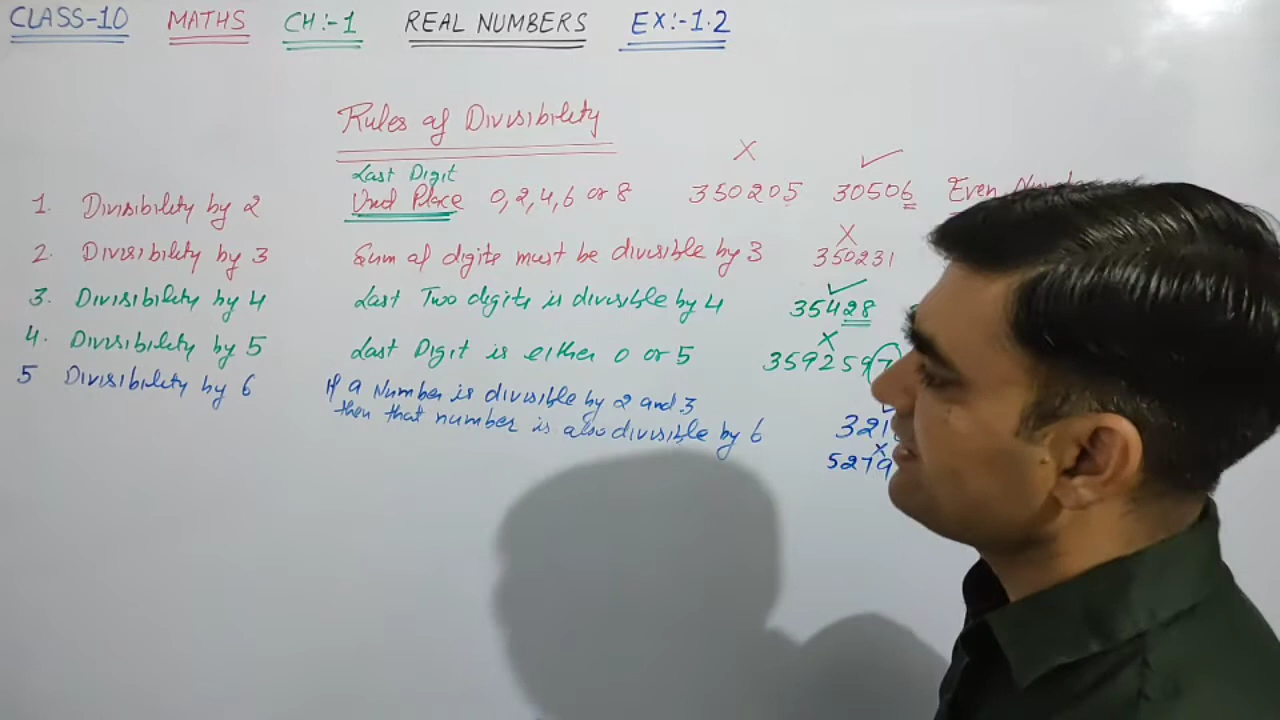 CLASS-10 MATHS CH:-1 REAL NUMBERS EX:-1.2
Rules of Divisibility
Last Digit
1. Divisibility by 2 Unit Place 0, 2, 4, 6 or 8 350205 X 30506 ✓ Even
2. Divisibility by 3 Sum of digits must be divisible by 3 350231 X
3. Divisibility by 4 Last Two digits is divisible by 4 35428 ✓
4. Divisibility by 5 Last Digit is either 0 or 5 3592597 X
5 Divisibility by 6 If a Number is divisible by 2 and 3
then that number is also divisible by 6 321
5279 X